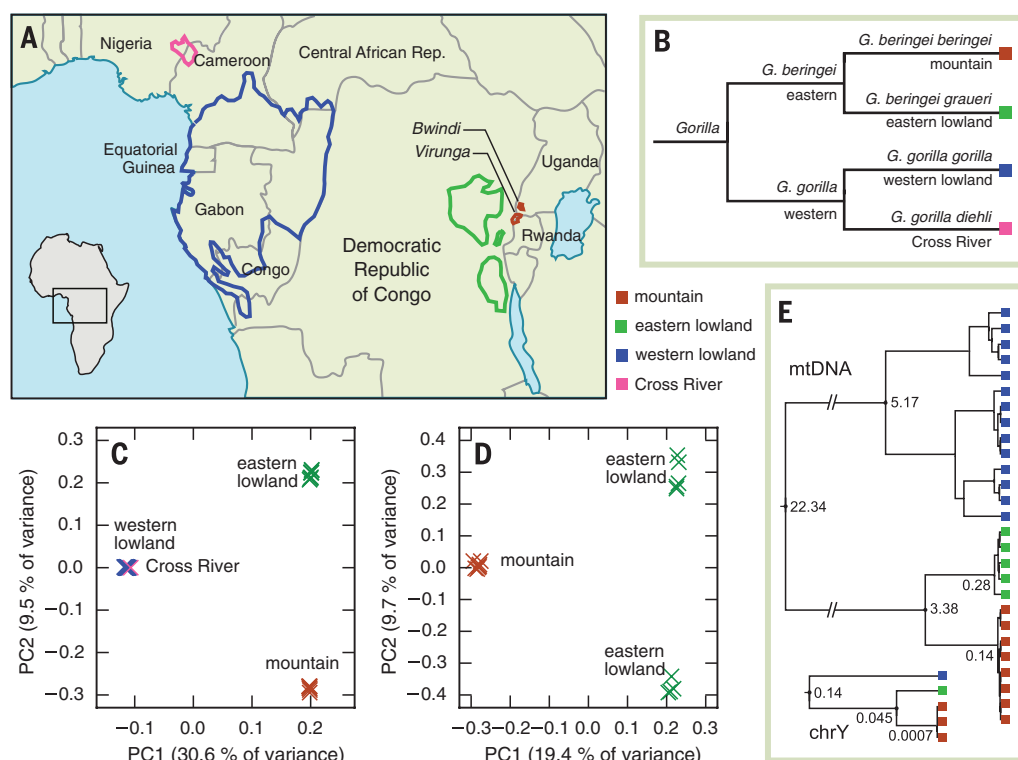 A
Nigeria
Cameroon
Central African Rep.
Bwindi
Virunga
Equatorial
Guinea
Uganda
Gabon
Rwanda
Democratic
Republic
of Congo
Congo
B
G. beringei beringei
mountain
G. beringei
eastern
G. beringei graueri
eastern lowland
Gorilla
G. gorilla gorilla
western lowland
G. gorilla
western
G. gorilla diehli
Cross River
mountain
eastern lowland
western lowland
Cross River
C
PC2 (9.5 % of variance)
0.3
0.2
0.1
0.0
−0.1
−0.2
−0.3
eastern
lowland
western
lowland
Cross River
mountain
−0.1
0.0
0.1
0.2
PC1 (30.6 % of variance)
D
PC2 (9.7 % of variance)
0.4
0.3
0.2
0.1
0.0
−0.1
−0.2
−0.3
−0.4
eastern
lowland
mountain
eastern
lowland
−0.3
−0.2
−0.1
0.0
0.1
0.2
0.3
PC1 (19.4 % of variance)
E
mtDNA
5.17
22.34
0.28
3.38
0.14
0.14
0.045
0.0007
chrY